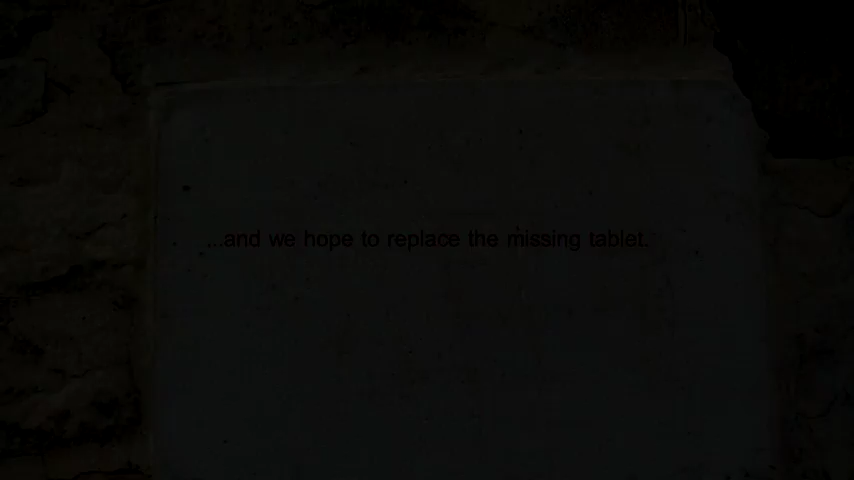 ...and we hope to replace the missing tablet.